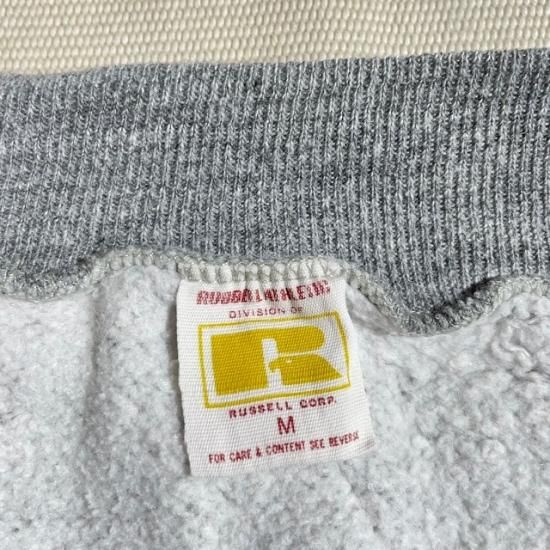 RUSSELL ATHLETIC
DIVISION OF
R
RUSSELL CORP.
M
FOR CARE & CONTENT SEE REVERSE